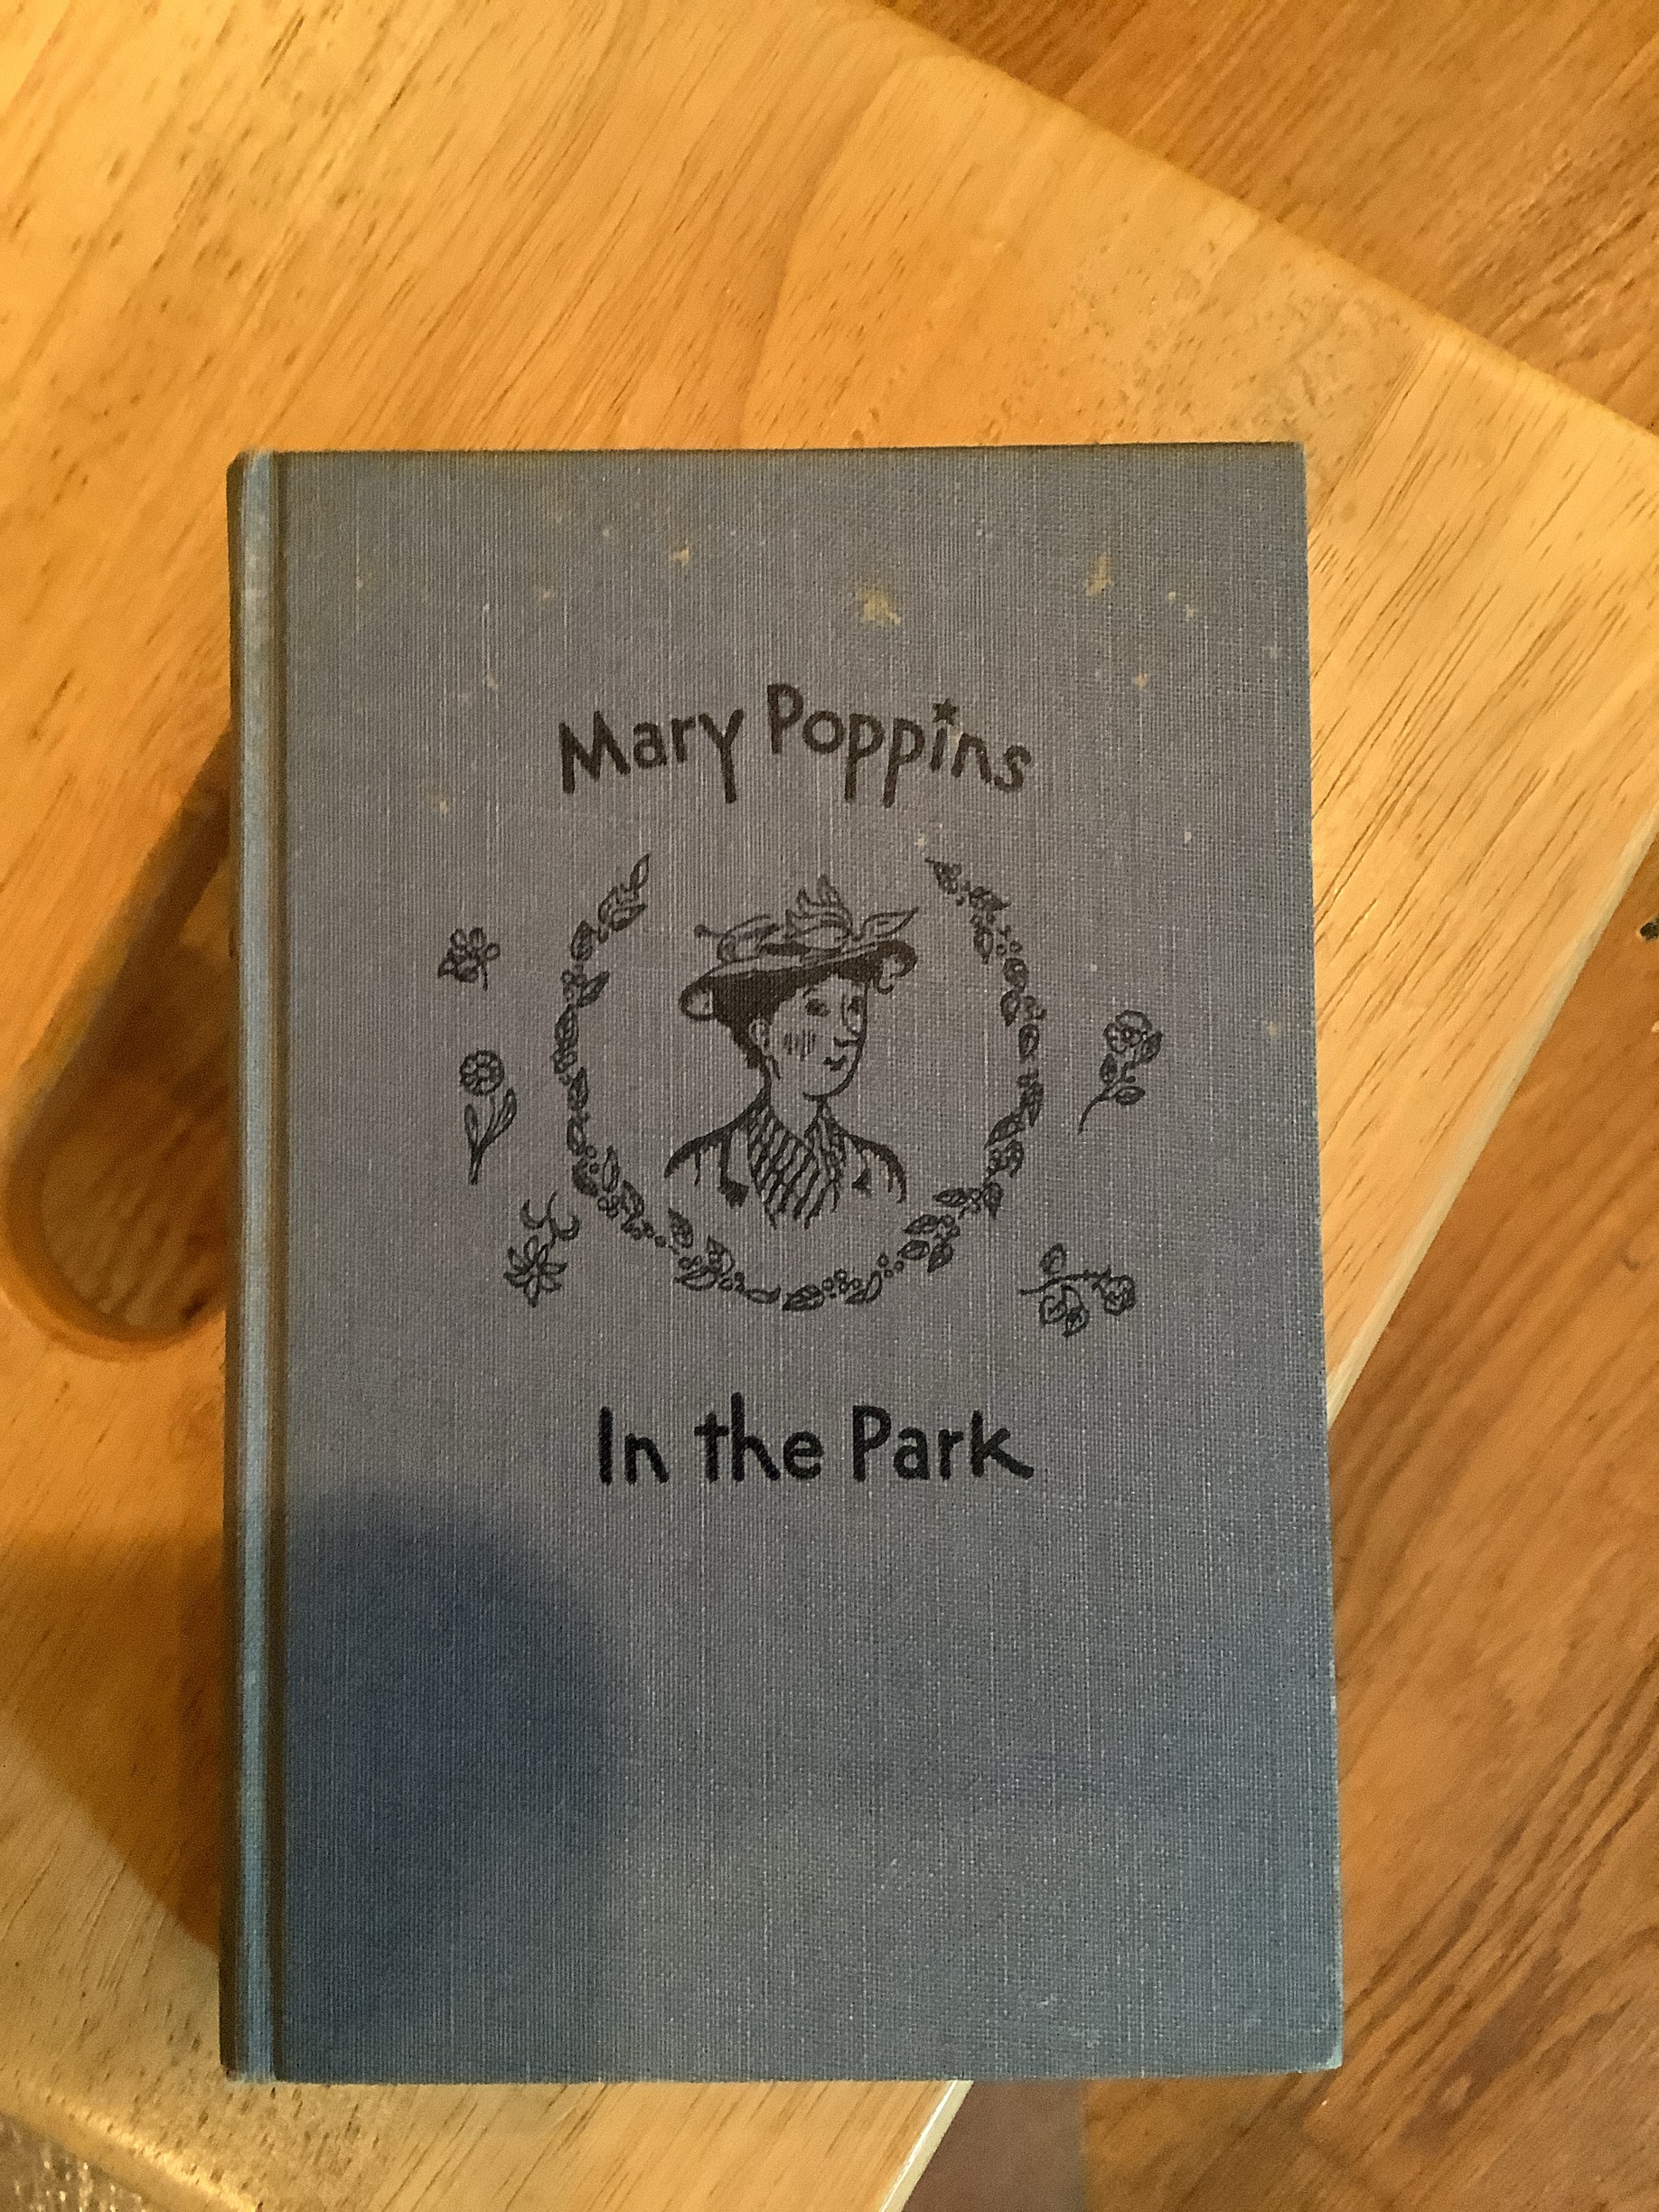 Mary Poppins
In the Park